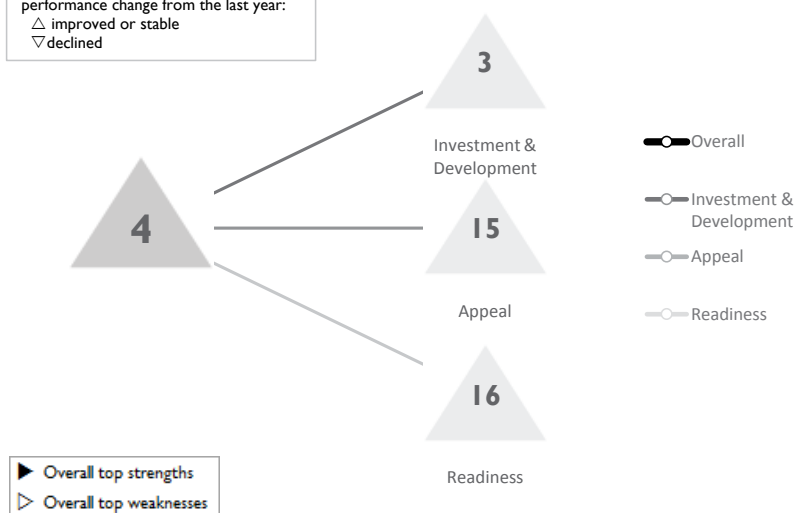 performance change from the last year:
△ improved or stable
▽ declined
3
Investment &
Development
4
15
Appeal
16
Readiness
Overall
Investment &
Development
Appeal
Readiness
▶ Overall top strengths
▷ Overall top weaknesses